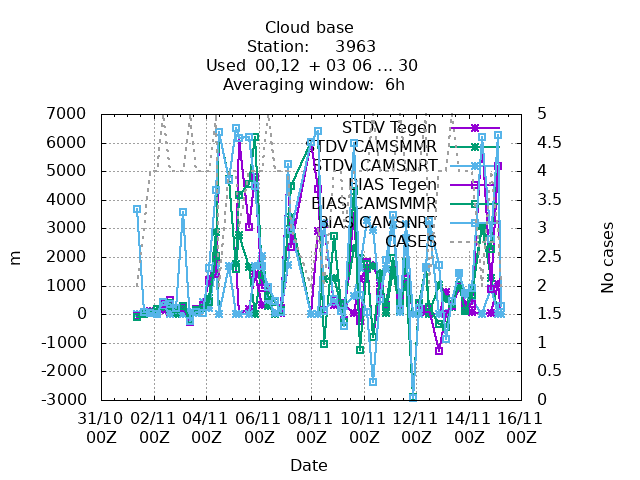 Cloud base
Station: 3963
Used 00,12 + 03 06 ... 30
Averaging window: 6h
7000
6000
5000
4000
3000
2000
1000
0
-1000
-2000
-3000
m
5
4.5
4
3.5
3
2.5
2
1.5
1
0.5
0
No cases
STDV Tegen
STDV CAMSMMR
STDV CAMSNRT
BIAS Tegen
BIAS CAMSMMR
BIAS CAMSNRT
CASES
31/10 02/11 04/11 06/11 08/11 10/11 12/11 14/11 16/11
00Z 00Z 00Z 00Z 00Z 00Z 00Z 00Z 00Z
Date